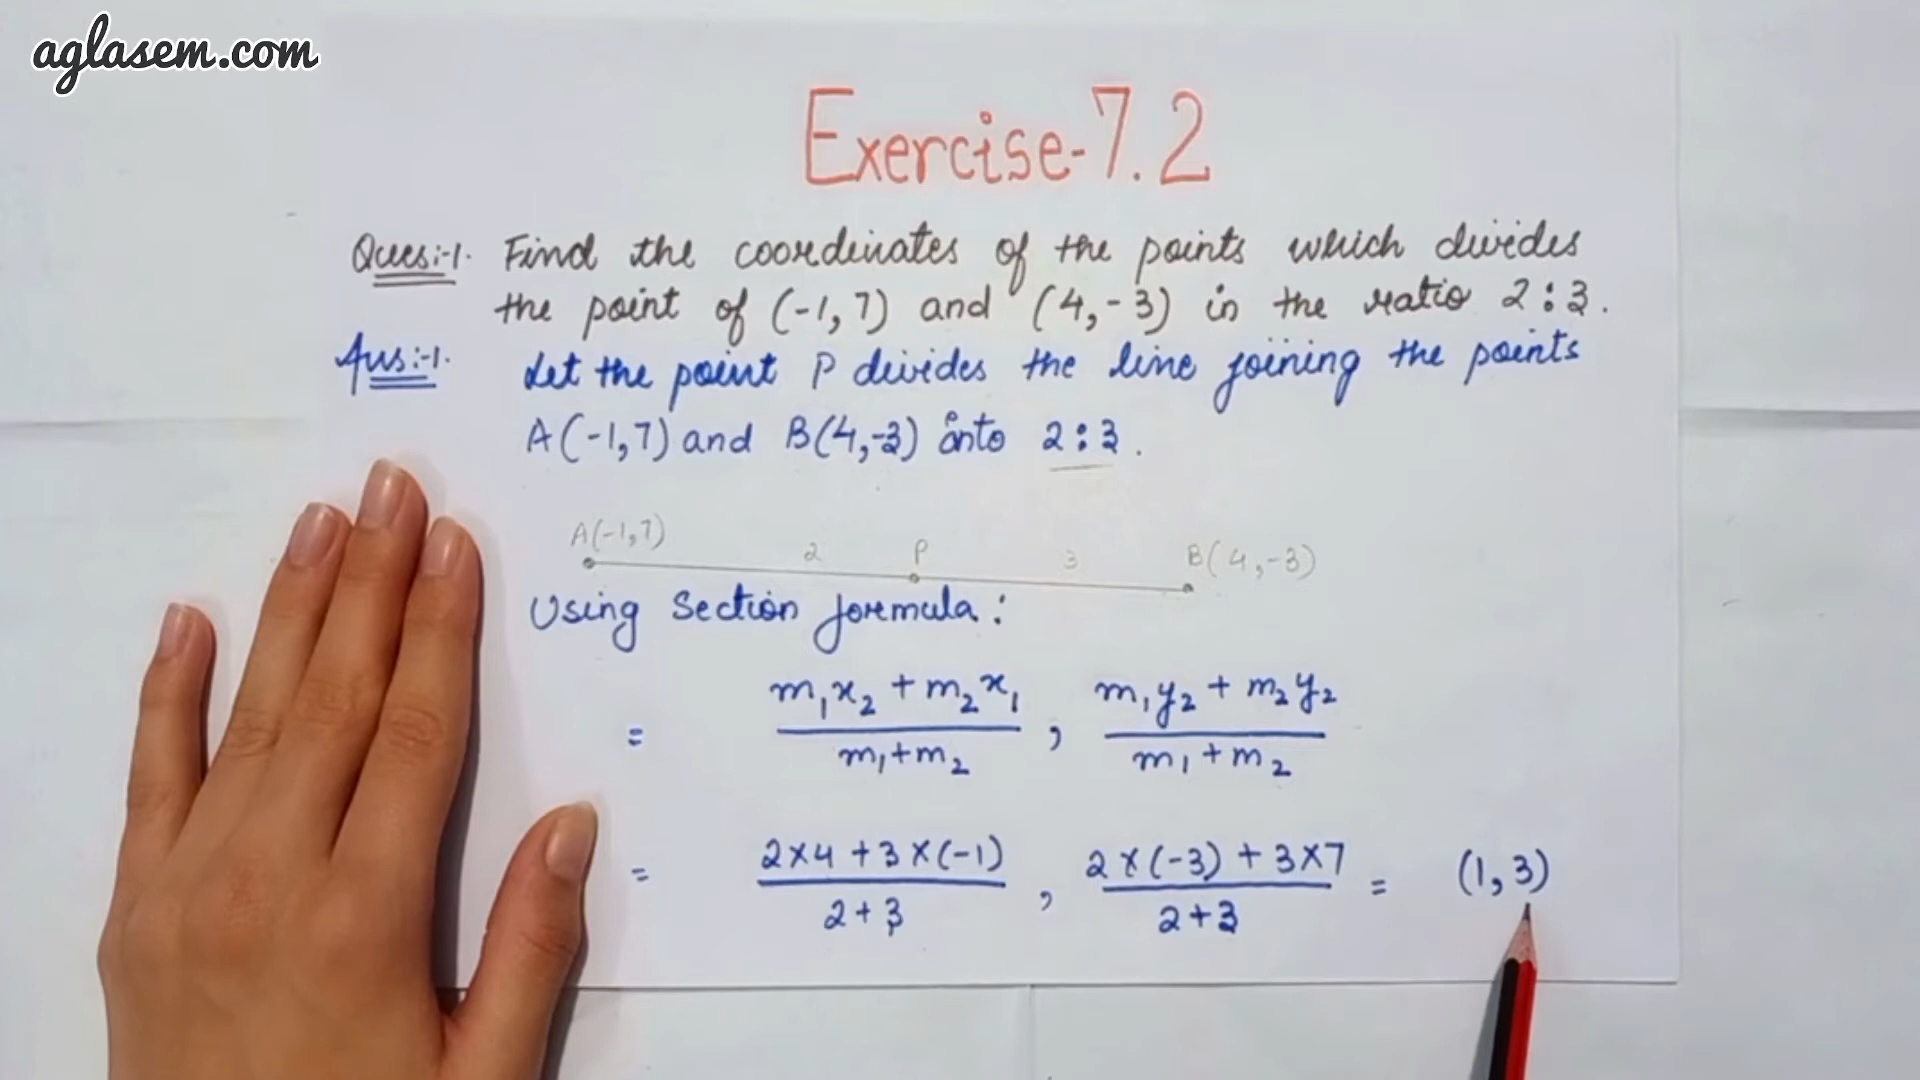 aglasem.com
Exercise-7.2
Ques:-1. Find the coordinates of the points which divides
the point of (-1,7) and (4,-3) in the ratio 2:3.
Ans:-1. Let the point P divides the line joining the points
A(-1,7) and B(4,-3) into 2:3.
A(-1,7) 2 P 3 B(4,-3)
Using Section formula:
= m₁x₂ + m₂x₁ / m₁+m₂ , m₁y₂ + m₂y₂ / m₁+m₂
= 2×4 + 3×(-1) / 2+3 , 2×(-3) + 3×7 / 2+3 = (1,3)